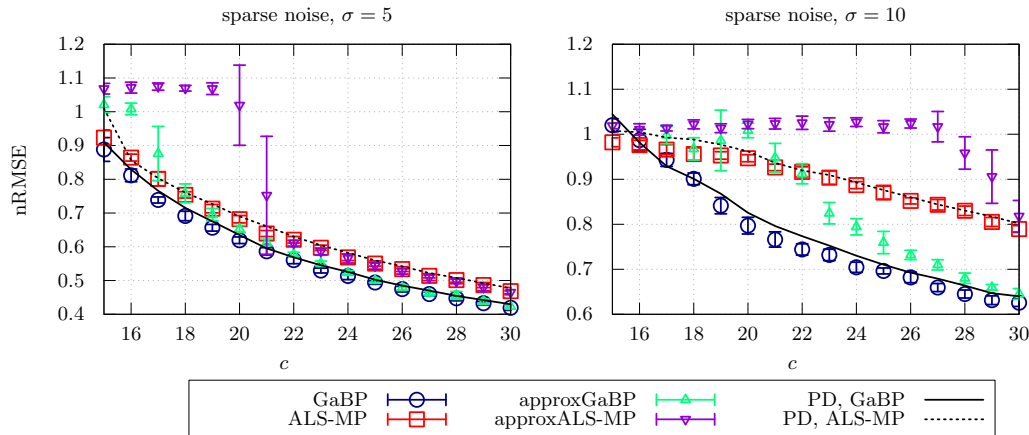 sparse noise, σ = 5
sparse noise, σ = 10
nRMSE
1.2
1.1
1
0.9
0.8
0.7
0.6
0.5
0.4
16 18 20 22 24 26 28 30
c
1.2
1.1
1
0.9
0.8
0.7
0.6
0.5
16 18 20 22 24 26 28 30
c
GaBP
ALS-MP
approxGaBP
approxALS-MP
PD, GaBP
PD, ALS-MP